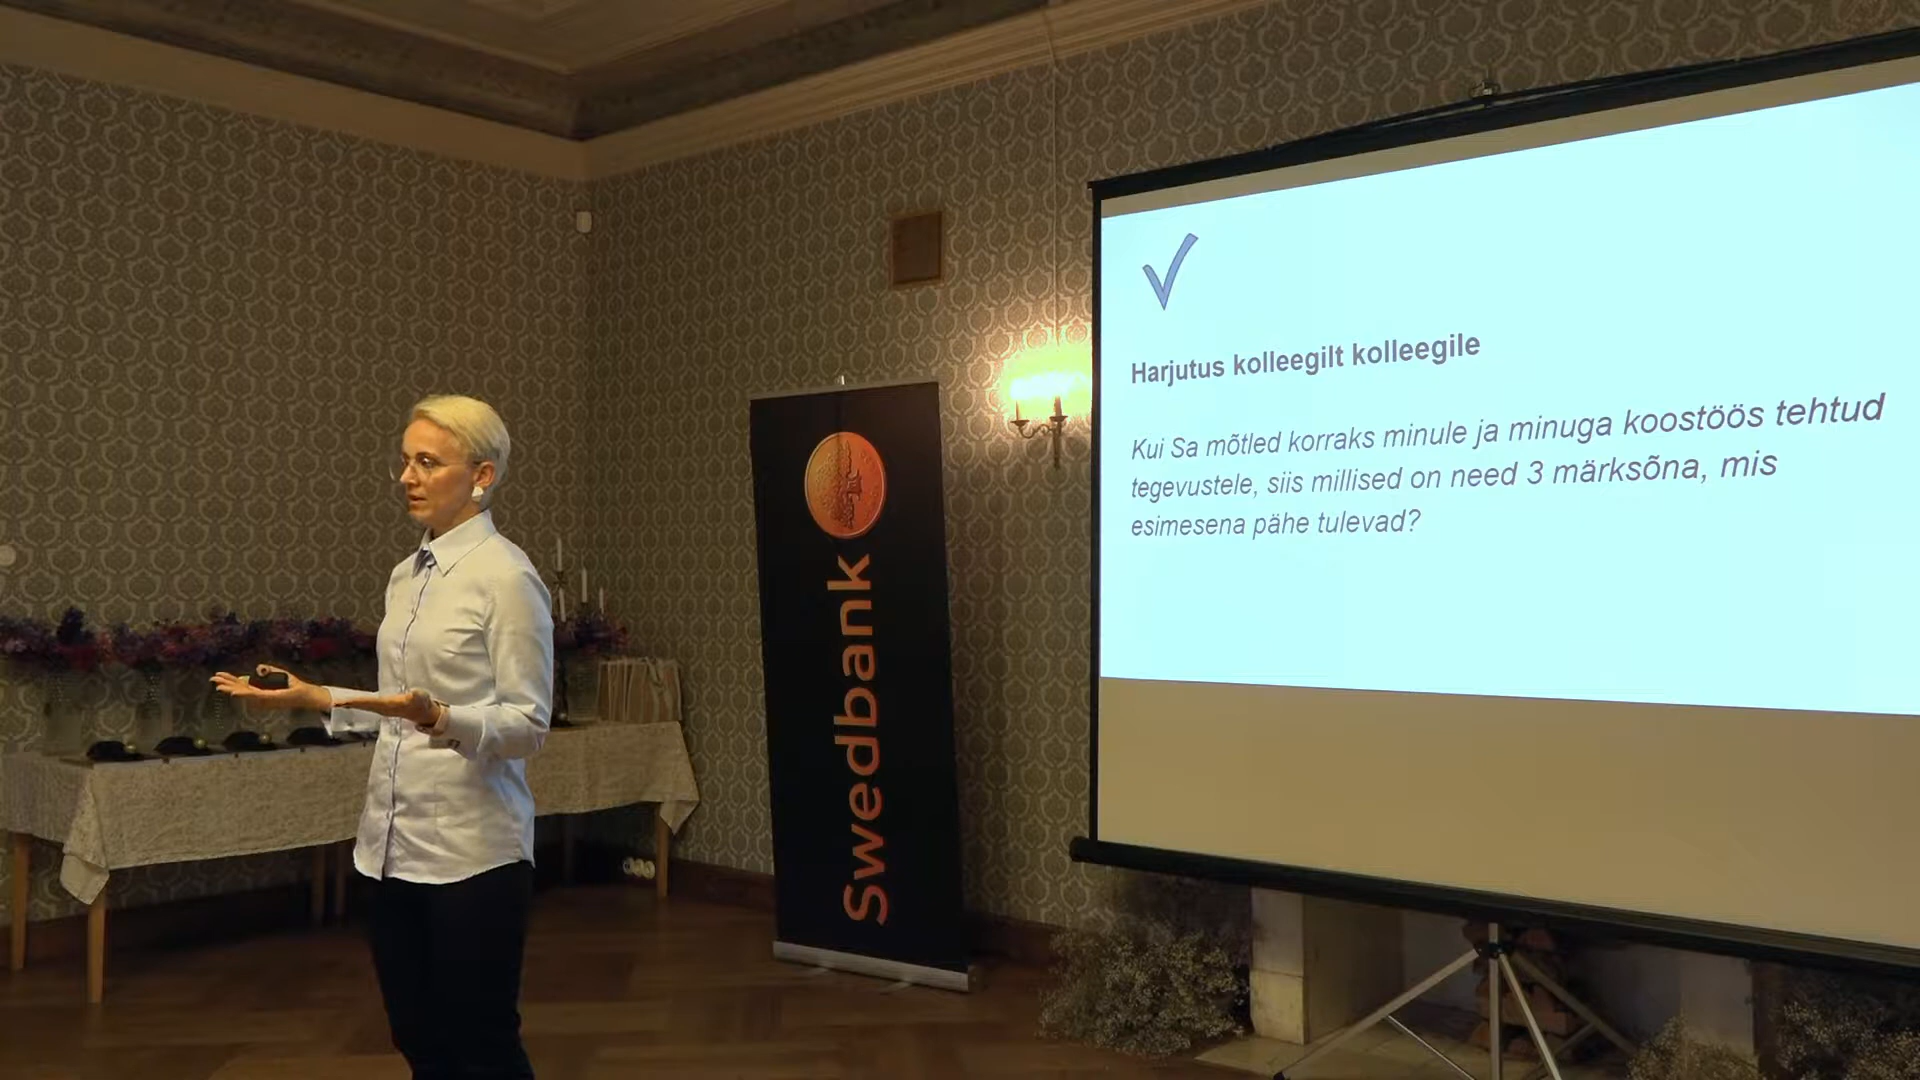 Swedbank
Harjutus kolleegilt kolleegile
Kui Sa mõtled korraks minule ja minuga koostöös tehtud
tegevustele, siis millised on need 3 märksõna, mis
esimesena pähe tulevad?